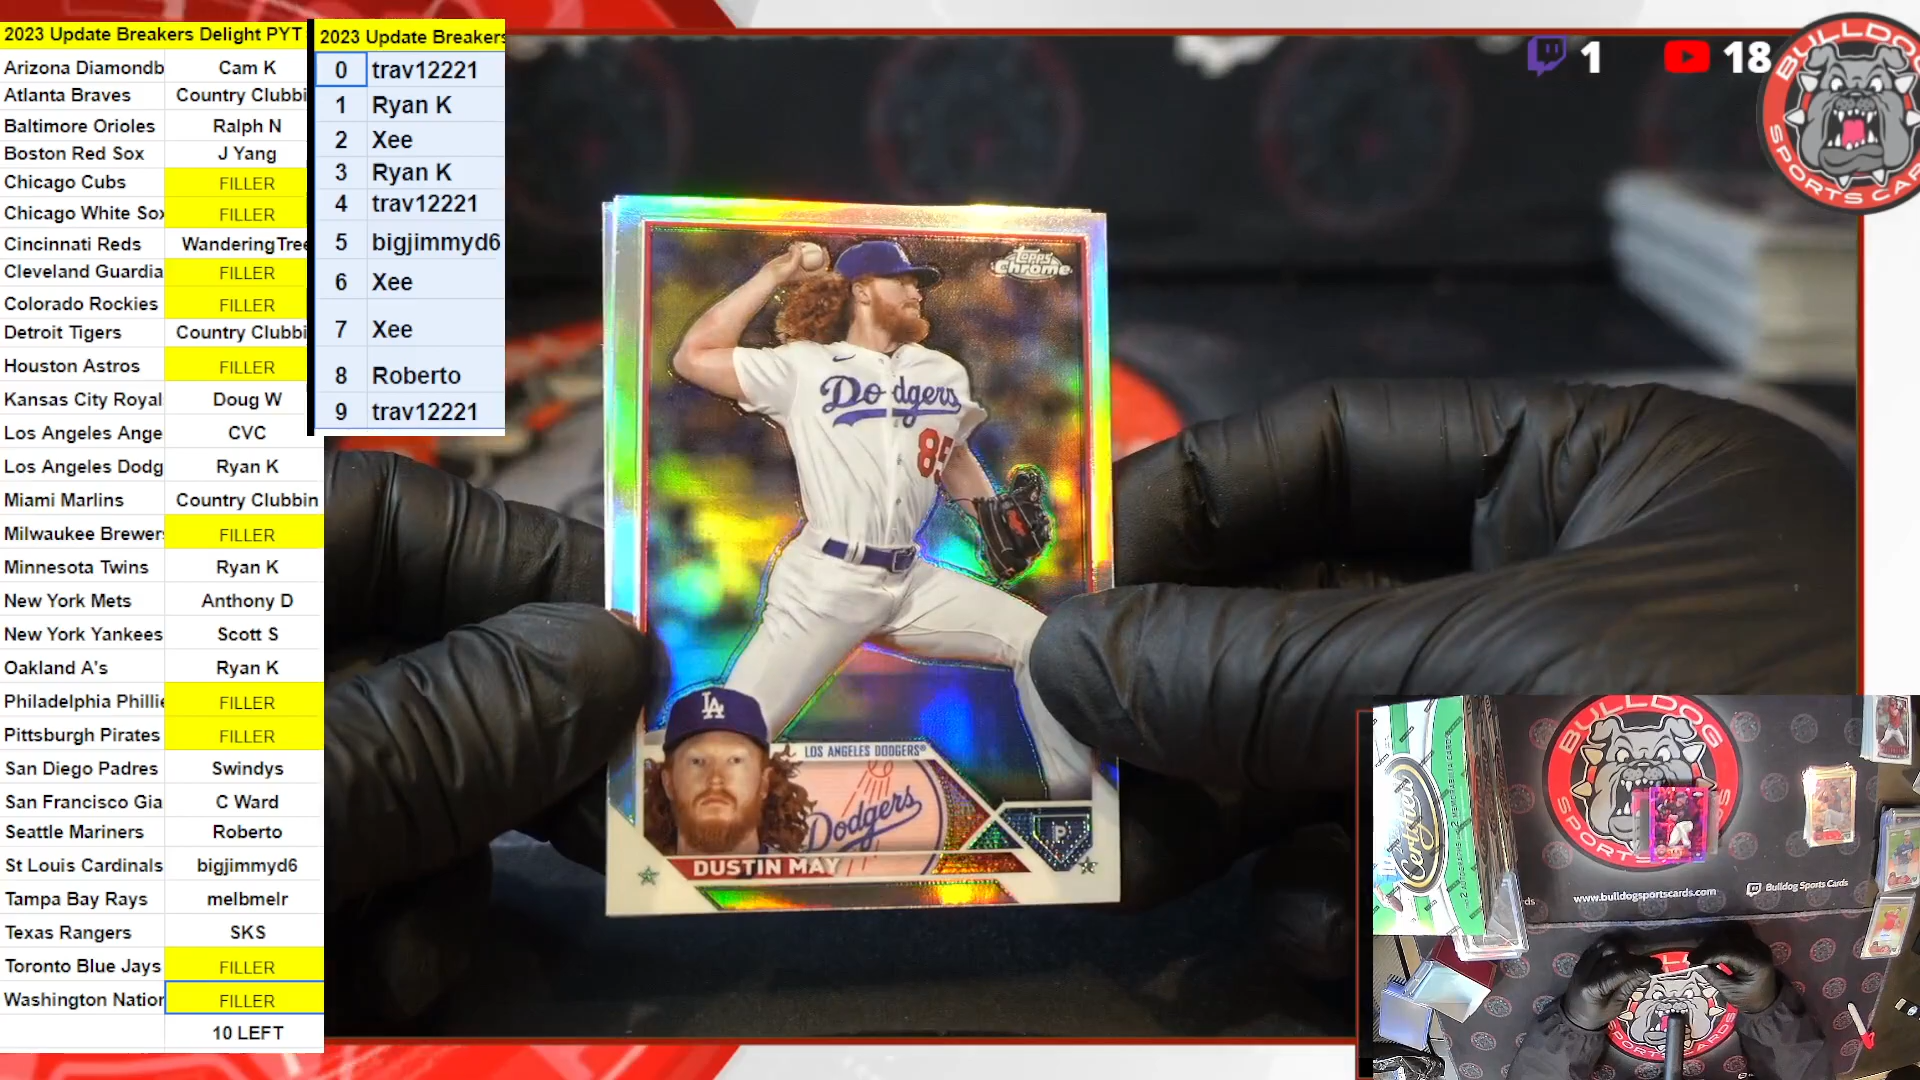 2023 Update Breakers Delight PYT
Arizona Diamondb Cam K
Atlanta Braves Country Clubbi
Baltimore Orioles Ralph N
Boston Red Sox J Yang
Chicago Cubs FILLER
Chicago White Sox FILLER
Cincinnati Reds WanderingTree
Cleveland Guardia FILLER
Colorado Rockies FILLER
Detroit Tigers Country Clubbi
Houston Astros FILLER
Kansas City Royal Doug W
Los Angeles Ange CVC
Los Angeles Dodg Ryan K
Miami Marlins Country Clubbin
Milwaukee Brewer FILLER
Minnesota Twins Ryan K
New York Mets Anthony D
New York Yankees Scott S
Oakland A's Ryan K
Philadelphia Phillie FILLER
Pittsburgh Pirates FILLER
San Diego Padres Swindys
San Francisco Gia C Ward
Seattle Mariners Roberto
St Louis Cardinals bigjimmyd6
Tampa Bay Rays melbmelr
Texas Rangers SKS
Toronto Blue Jays FILLER
Washington Nation FILLER
10 LEFT
2023 Update Breakers
0 trav12221
1 Ryan K
2 Xee
3 Ryan K
4 trav12221
5 bigjimmyd6
6 Xee
7 Xee
8 Roberto
9 trav12221
1
18
BULLDOG
SPORTS CAR
Topps
Chrome
Dodgers
85
LA
LOS ANGELES DODGERS®
Dodgers
P
DUSTIN MAY
Certified
BULLDOG
SPORTS
www.bulldogsportscards.com
Bulldog Sports Cards
rds